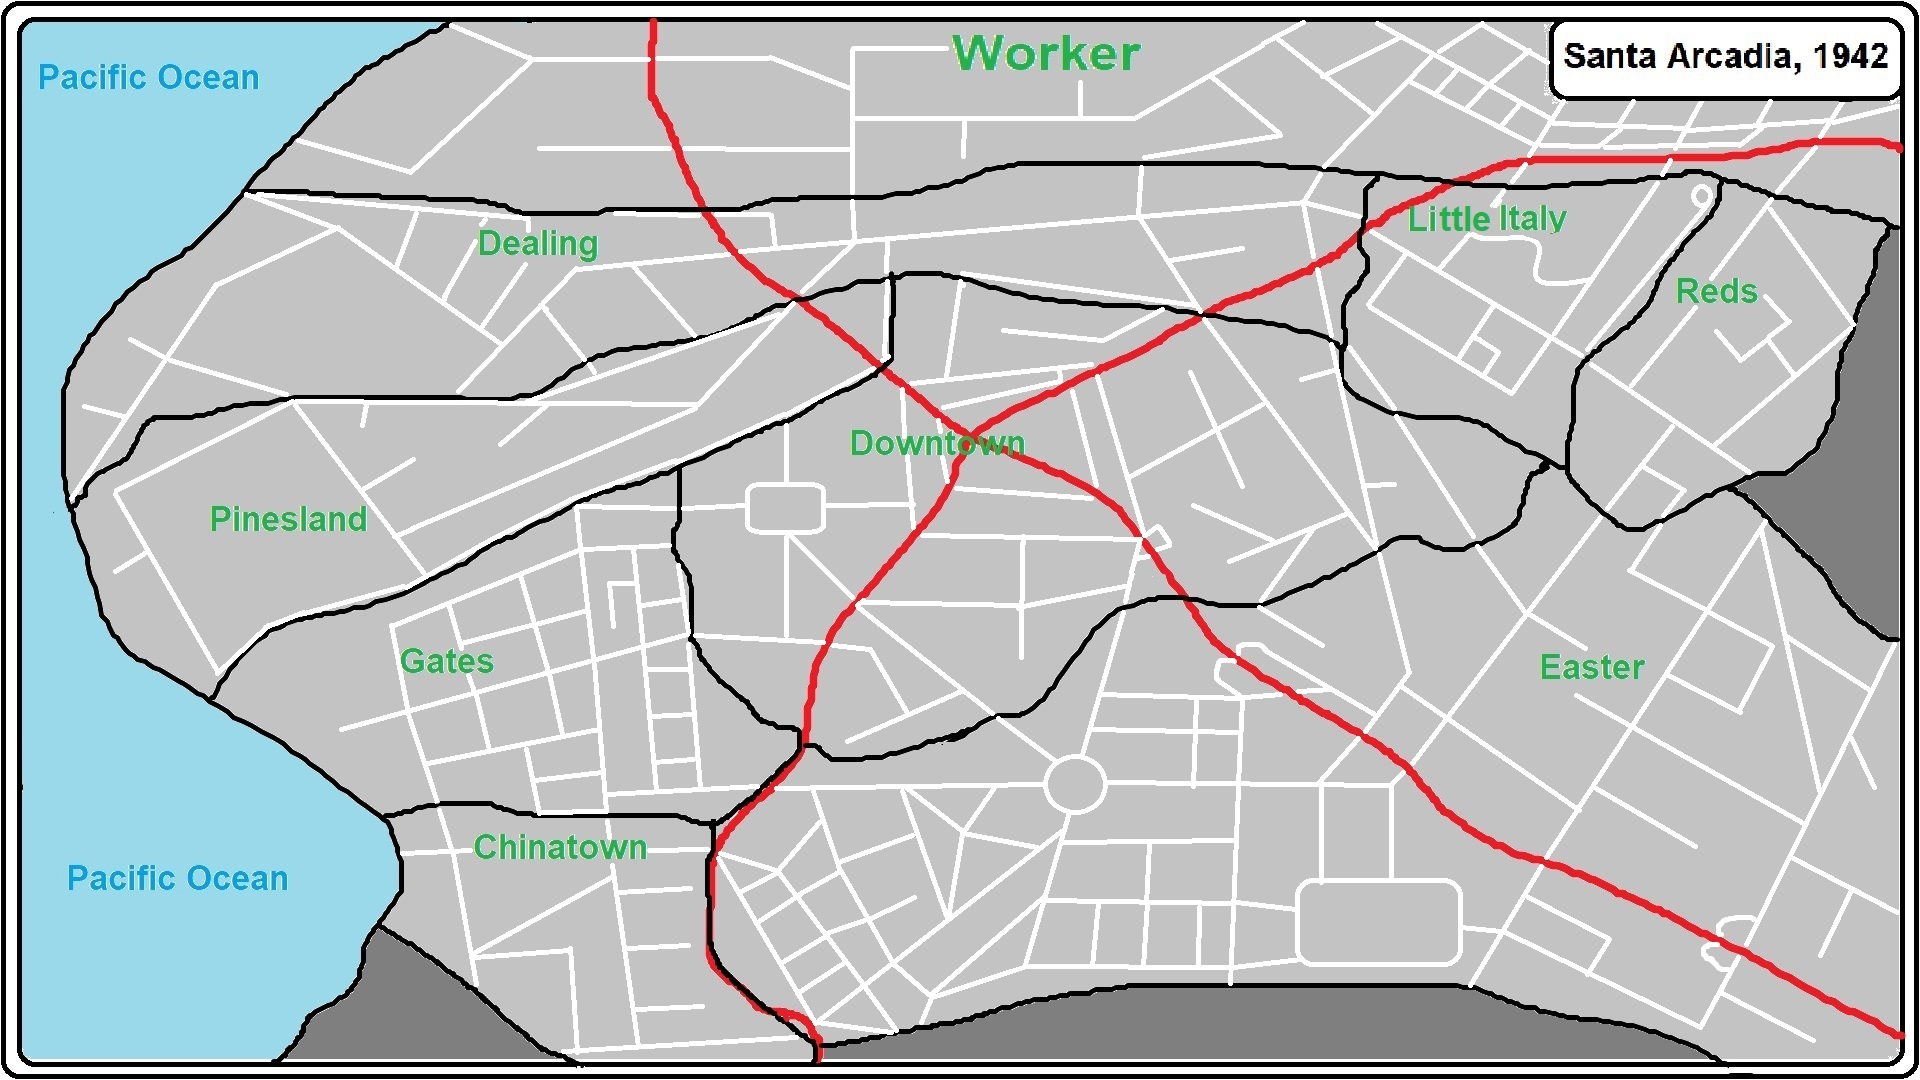 Worker
Santa Arcadia, 1942
Pacific Ocean
Little Italy
Dealing
Reds
Downtown
Pinesland
Gates
Easter
Chinatown
Pacific Ocean